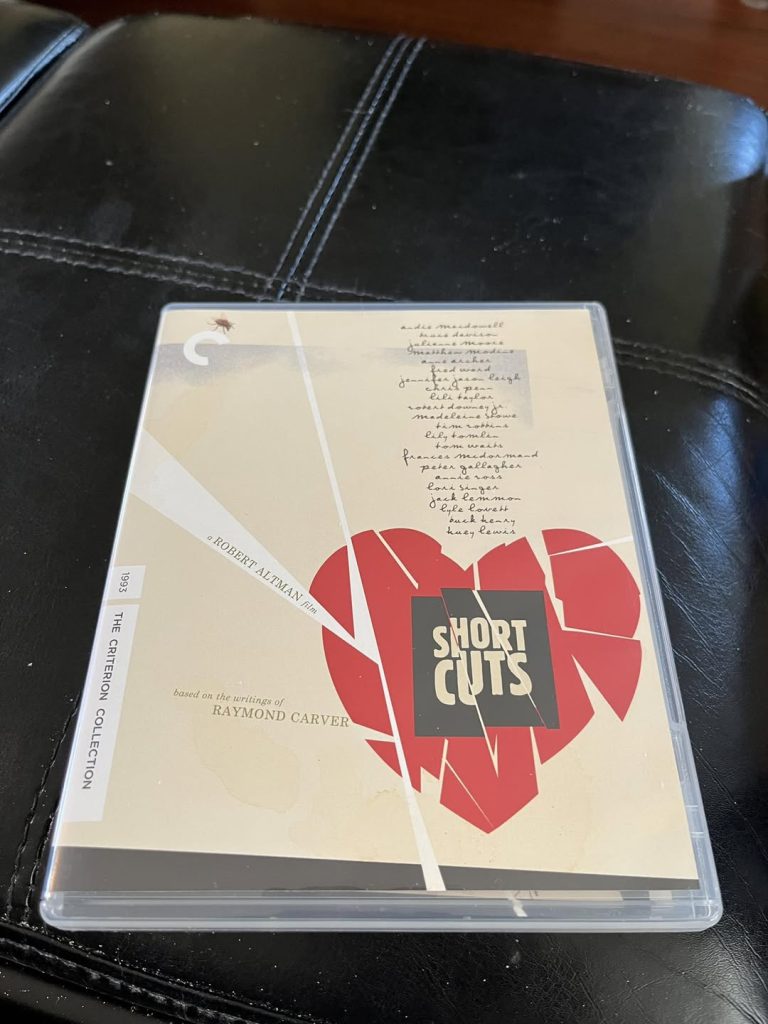 andie macdowell
bruce davison
julianne moore
matthew modine
anne archer
fred ward
jennifer jason leigh
chris penn
lili taylor
robert downey jr.
madeleine stowe
tim robbins
lily tomlin
tom waits
frances mcdormand
peter gallagher
annie ross
lori singer
jack lemmon
lyle lovett
buck henry
huey lewis
a ROBERT ALTMAN film
SHORT
CUTS
based on the writings of
RAYMOND CARVER
1993
THE CRITERION COLLECTION